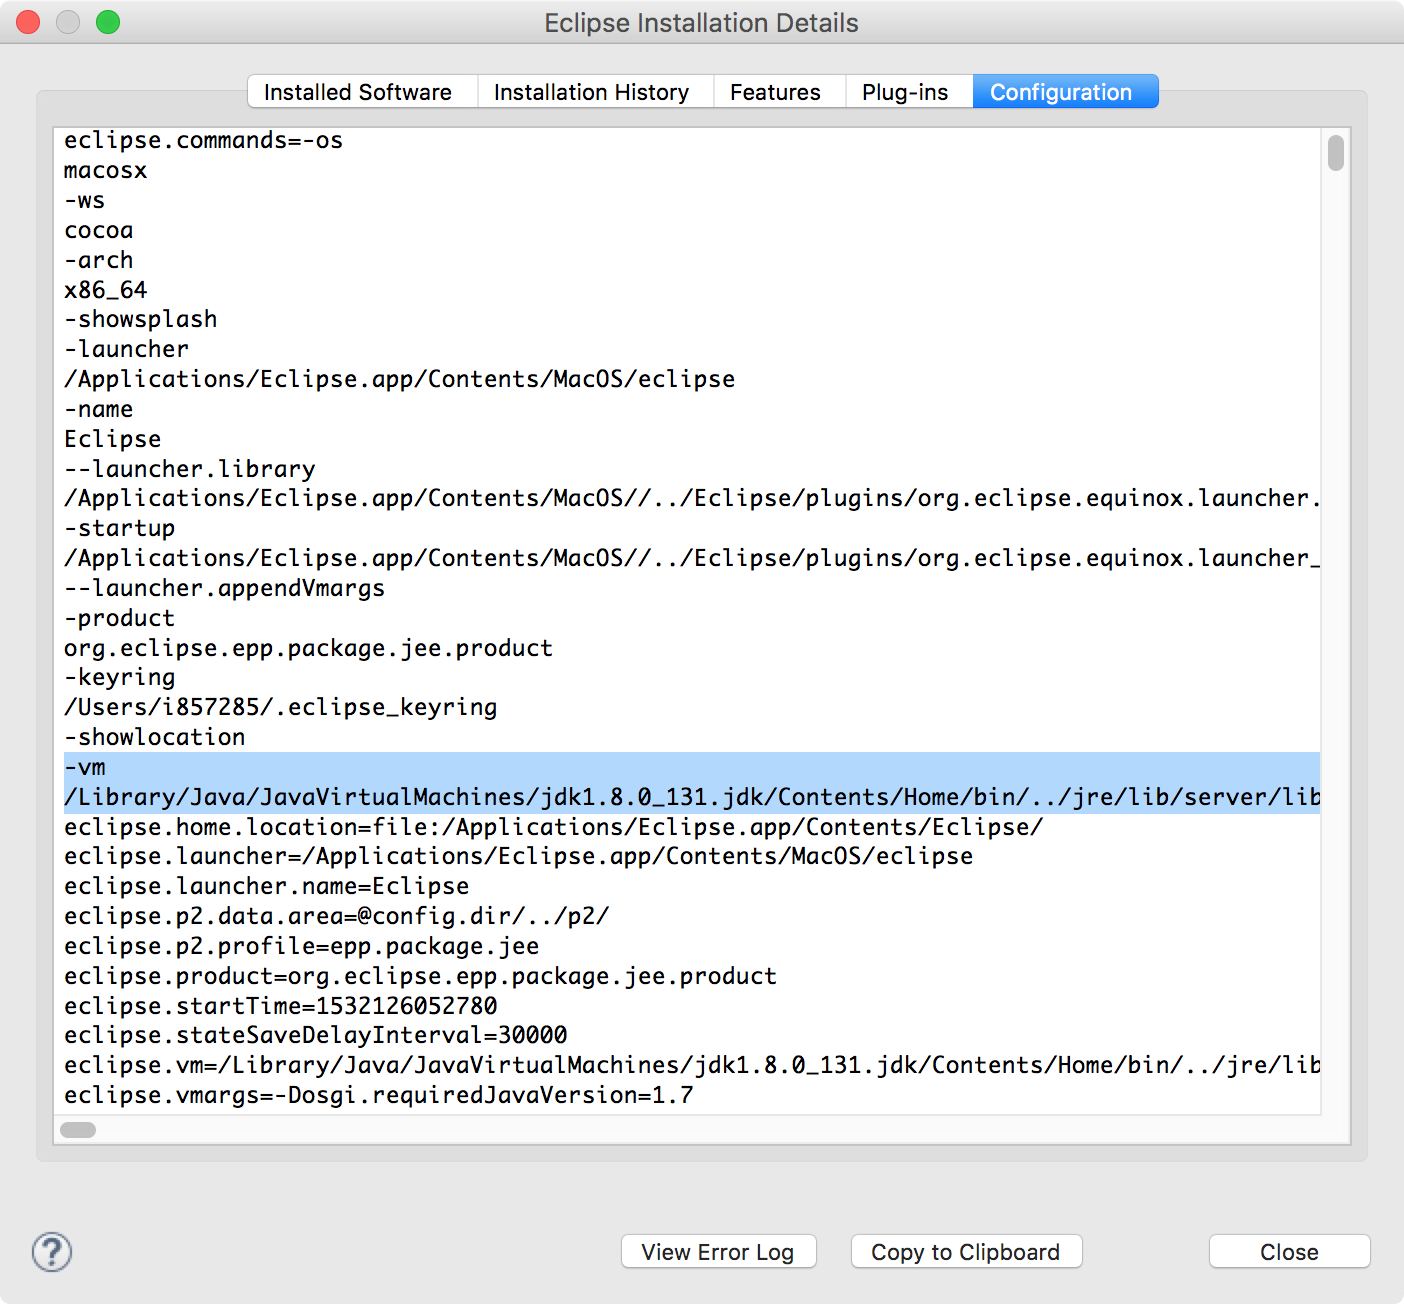 Eclipse Installation Details
Installed Software Installation History Features Plug-ins Configuration
eclipse.commands=-os
macosx
-ws
cocoa
-arch
x86_64
-showsplash
-launcher
/Applications/Eclipse.app/Contents/MacOS/eclipse
-name
Eclipse
--launcher.library
/Applications/Eclipse.app/Contents/MacOS//../Eclipse/plugins/org.eclipse.equinox.launcher.
-startup
/Applications/Eclipse.app/Contents/MacOS//../Eclipse/plugins/org.eclipse.equinox.launcher_
--launcher.appendVmargs
-product
org.eclipse.epp.package.jee.product
-keyring
/Users/i857285/.eclipse_keyring
-showlocation
-vm
/Library/Java/JavaVirtualMachines/jdk1.8.0_131.jdk/Contents/Home/bin/../jre/lib/server/lib
eclipse.home.location=file:/Applications/Eclipse.app/Contents/Eclipse/
eclipse.launcher=/Applications/Eclipse.app/Contents/MacOS/eclipse
eclipse.launcher.name=Eclipse
eclipse.p2.data.area=@config.dir/../p2/
eclipse.p2.profile=epp.package.jee
eclipse.product=org.eclipse.epp.package.jee.product
eclipse.startTime=1532126052780
eclipse.stateSaveDelayInterval=30000
eclipse.vm=/Library/Java/JavaVirtualMachines/jdk1.8.0_131.jdk/Contents/Home/bin/../jre/lib
eclipse.vmargs=-Dosgi.requiredJavaVersion=1.7
? View Error Log Copy to Clipboard Close